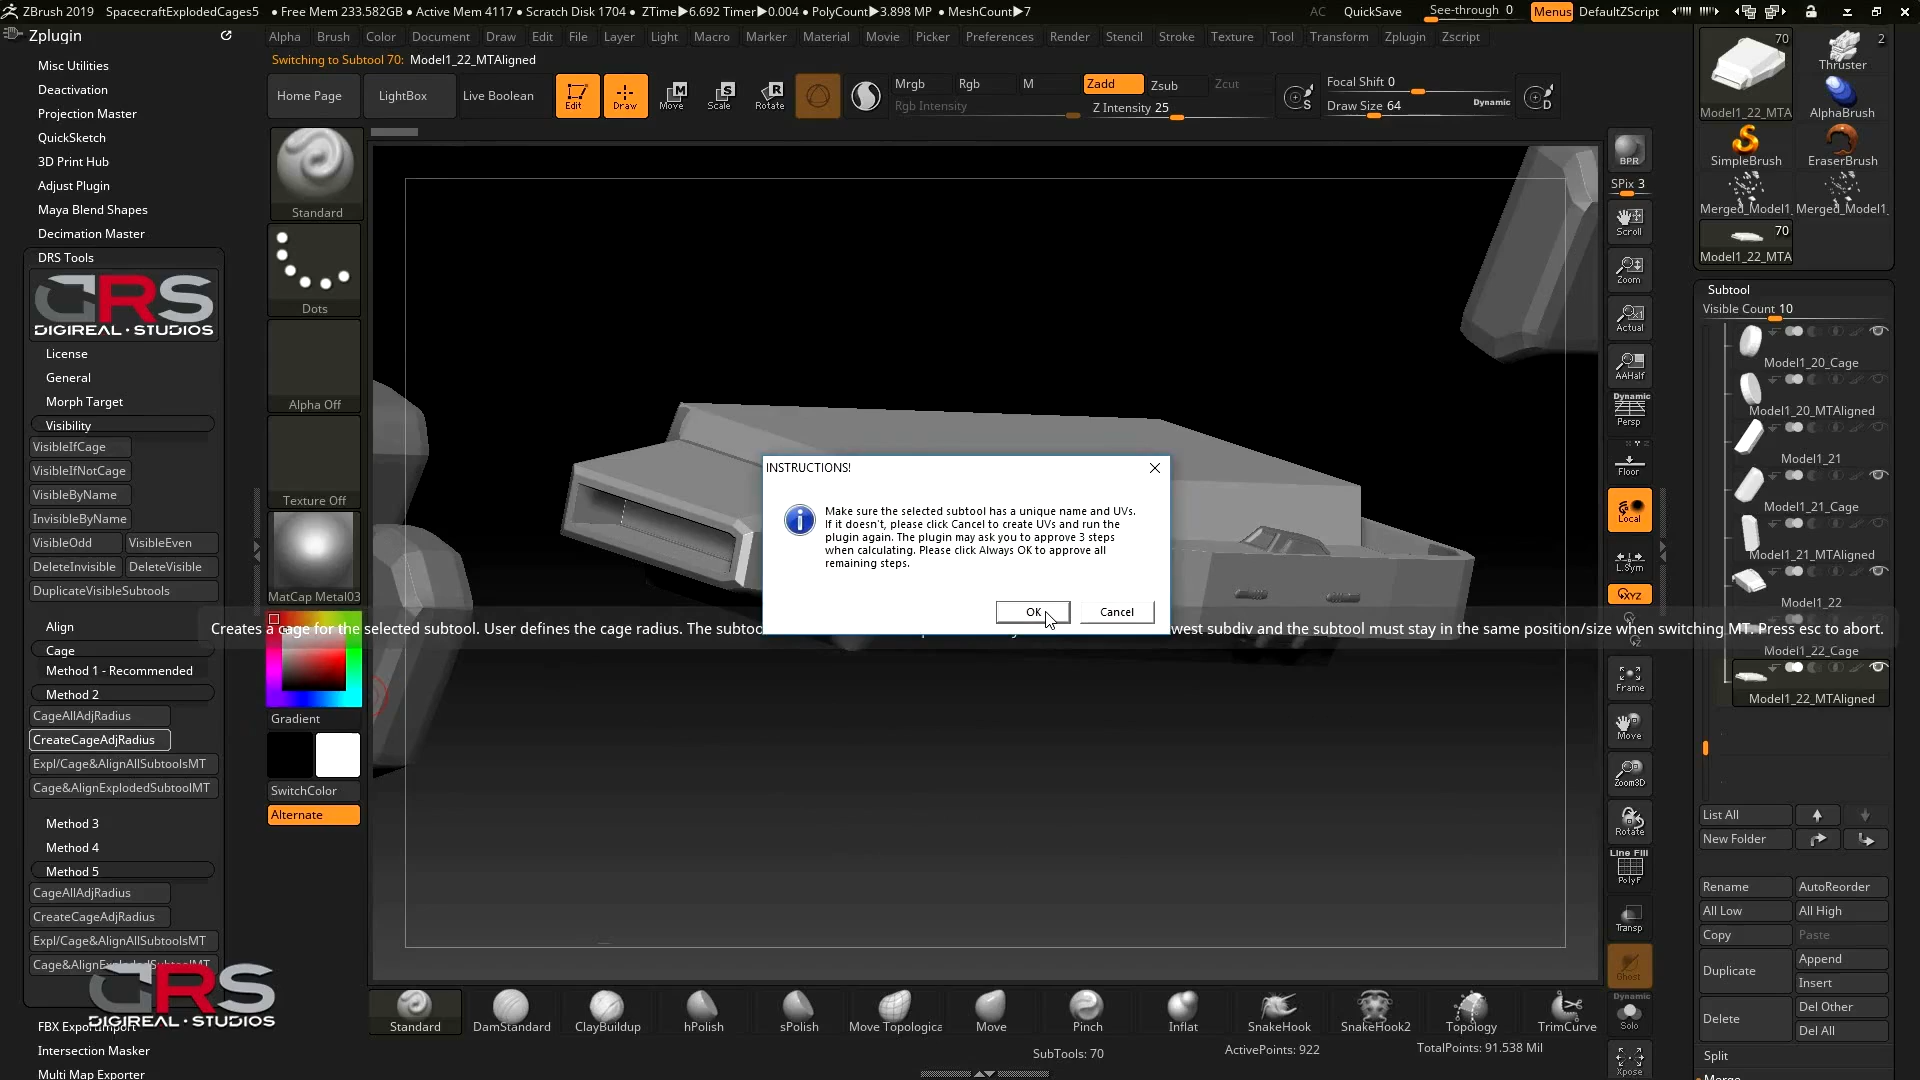 ZBrush 2019 SpacecraftExplodedCages5 • Free Mem 233.582GB • Active Mem 4117 • Scratch Disk 1704 • ZTime▶6.692 Timer▶0.004 • PolyCount▶3.898 MP • MeshCount▶7 AC QuickSave See-through 0 Menus DefaultZScript
Zplugin
Alpha Brush Color Document Draw Edit File Layer Light Macro Marker Material Movie Picker Preferences Render Stencil Stroke Texture Tool Transform Zplugin Zscript
Switching to Subtool 70: Model1_22_MTAligned
Home Page LightBox Live Boolean Edit Draw Move Scale Rotate
Mrgb Rgb M Zadd Zsub Zcut
Rgb Intensity Z Intensity 25
Focal Shift 0
Draw Size 64 Dynamic
Misc Utilities
Deactivation
Projection Master
QuickSketch
3D Print Hub
Adjust Plugin
Maya Blend Shapes
Decimation Master
DRS Tools
DRS
DIGIREAL·STUDIOS
License
General
Morph Target
Visibility
VisibleIfCage
VisibleIfNotCage
VisibleByName
InvisibleByName
VisibleOdd VisibleEven
DeleteInvisible DeleteVisible
DuplicateVisibleSubtools
Align
Cage
Method 1 - Recommended
Method 2
CageAllAdjRadius
CreateCageAdjRadius
Expl/Cage&AlignAllSubtoolsMT
Cage&AlignExplodedSubtoolMT
Method 3
Method 4
Method 5
CageAllAdjRadius
CreateCageAdjRadius
Expl/Cage&AlignAllSubtoolsMT
DRS
DIGIREAL·STUDIOS
Intersection Masker
Multi Map Exporter
Standard
Dots
Alpha Off
Texture Off
MatCap Metal03
Gradient
SwitchColor
Alternate
INSTRUCTIONS!
Make sure the selected subtool has a unique name and UVs.
If it doesn't, please click Cancel to create UVs and run the
plugin again. The plugin may ask you to approve 3 steps
when calculating. Please click Always OK to approve all
remaining steps.
OK Cancel
Creates a cage for the selected subtool. User defines the cage radius. The
subdiv and the subtool must stay in the same position/size when switching MT. Press esc to abort.
BPR
SPix 3
Scroll
Zoom
Actual
AAHalf
Dynamic
Persp
Floor
Local
L.Sym
XYZ
Frame
Move
Zoom3D
Rotate
Line Fill
PolyF
Transp
Ghost
Dynamic
Solo
Xpose
70
2
Thruster
Model1_22_MTA AlphaBrush
SimpleBrush EraserBrush
Merged_Model1_ Merged_Model1_
70
Model1_22_MTA
Subtool
Visible Count 10
Model1_20_Cage
Model1_20_MTAligned
Model1_21
Model1_21_Cage
Model1_21_MTAligned
Model1_22
Model1_22_Cage
Model1_22_MTAligned
List All
New Folder
Rename AutoReorder
All Low All High
Copy Paste
Duplicate Append
Insert
Delete Del Other
Del All
Split
Standard DamStandard ClayBuildup hPolish sPolish Move Topologica Move Pinch Inflat SnakeHook SnakeHook2 Topology TrimCurve
SubTools: 70 ActivePoints: 922 TotalPoints: 91.538 Mil